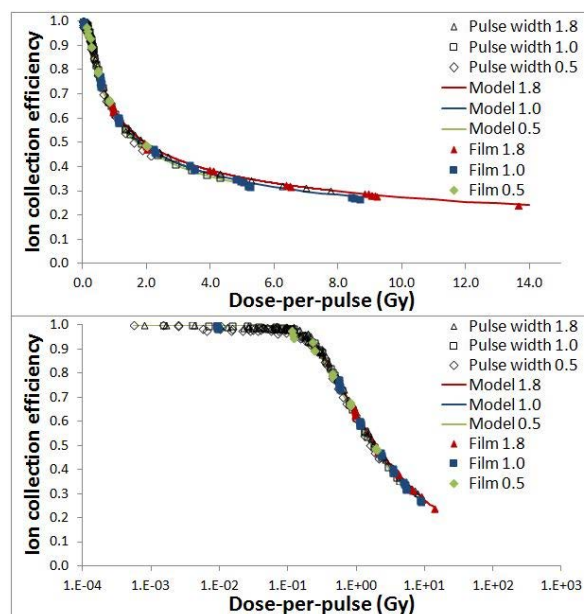 1.0
0.9
0.8
0.7
0.6
0.5
0.4
0.3
0.2
0.1
0.0
Ion collection efficiency
0.0 2.0 4.0 6.0 8.0 10.0 12.0 14.0
Dose-per-pulse (Gy)
Pulse width 1.8
Pulse width 1.0
Pulse width 0.5
Model 1.8
Model 1.0
Model 0.5
Film 1.8
Film 1.0
Film 0.5
1.0
0.9
0.8
0.7
0.6
0.5
0.4
0.3
0.2
0.1
0.0
Ion collection efficiency
1.E-04 1.E-03 1.E-02 1.E-01 1.E+00 1.E+01 1.E+02 1.E+03
Dose-per-pulse (Gy)
Pulse width 1.8
Pulse width 1.0
Pulse width 0.5
Model 1.8
Model 1.0
Model 0.5
Film 1.8
Film 1.0
Film 0.5